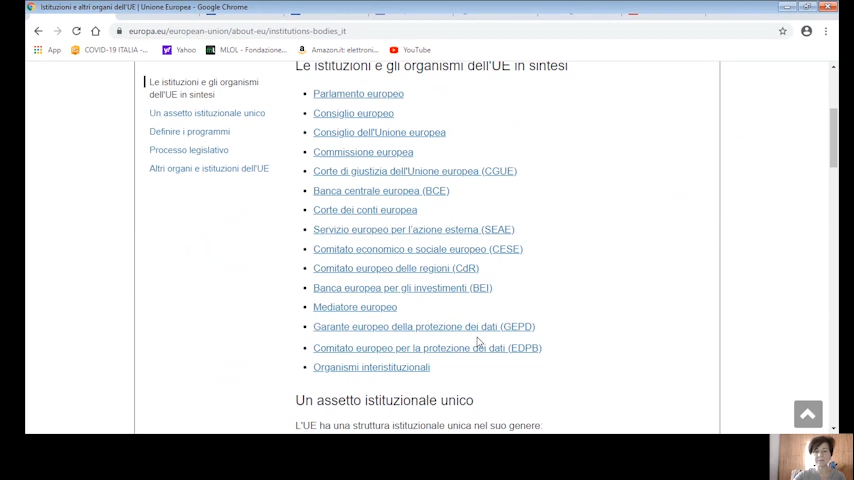 Istituzioni e altri organi dell'UE | Unione Europea - Google Chrome
europa.eu/european-union/about-eu/institutions-bodies_it
App
COVID-19 ITALIA -...
Yahoo
MLOL - Fondazione...
Amazon.it: elettroni...
YouTube
Le istituzioni e gli organismi
dell'UE in sintesi
Un assetto istituzionale unico
Definire i programmi
Processo legislativo
Altri organi e istituzioni dell'UE
Le istituzioni e gli organismi dell'UE in sintesi
Parlamento europeo
Consiglio europeo
Consiglio dell'Unione europea
Commissione europea
Corte di giustizia dell'Unione europea (CGUE)
Banca centrale europea (BCE)
Corte dei conti europea
Servizio europeo per l'azione esterna (SEAE)
Comitato economico e sociale europeo (CESE)
Comitato europeo delle regioni (CdR)
Banca europea per gli investimenti (BEI)
Mediatore europeo
Garante europeo della protezione dei dati (GEPD)
Comitato europeo per la protezione dei dati (EDPB)
Organismi interistituzionali
Un assetto istituzionale unico
L'UE ha una struttura istituzionale unica nel suo genere: